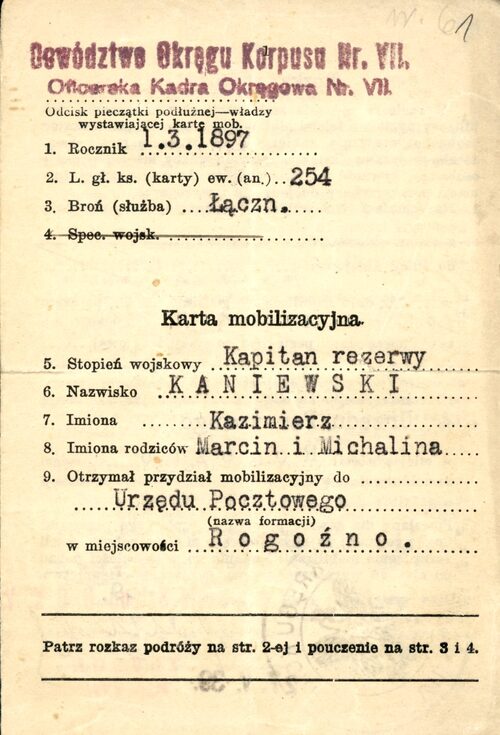 61
Dowództwo Okręgu Korpusu Nr. VII.
Oficerska Kadra Okręgowa Nr. VII.
Odcisk pieczątki podłużnej—władzy
wystawiającej kartę mob.
1. Rocznik 1.3.1897
2. L. gł. ks. (karty) ew. (an.) 254
3. Broń (służba) Łączn.
4. Spec. wojsk.
Karta mobilizacyjna.
5. Stopień wojskowy Kapitan rezerwy
6. Nazwisko KANIEWSKI
7. Imiona Kazimierz
8. Imiona rodziców Marcin i Michalina
9. Otrzymał przydział mobilizacyjny do
Urzędu Pocztowego
(nazwa formacji)
w miejscowości Rogoźno.
Patrz rozkaz podróży na str. 2-ej i pouczenie na str. 3 i 4.